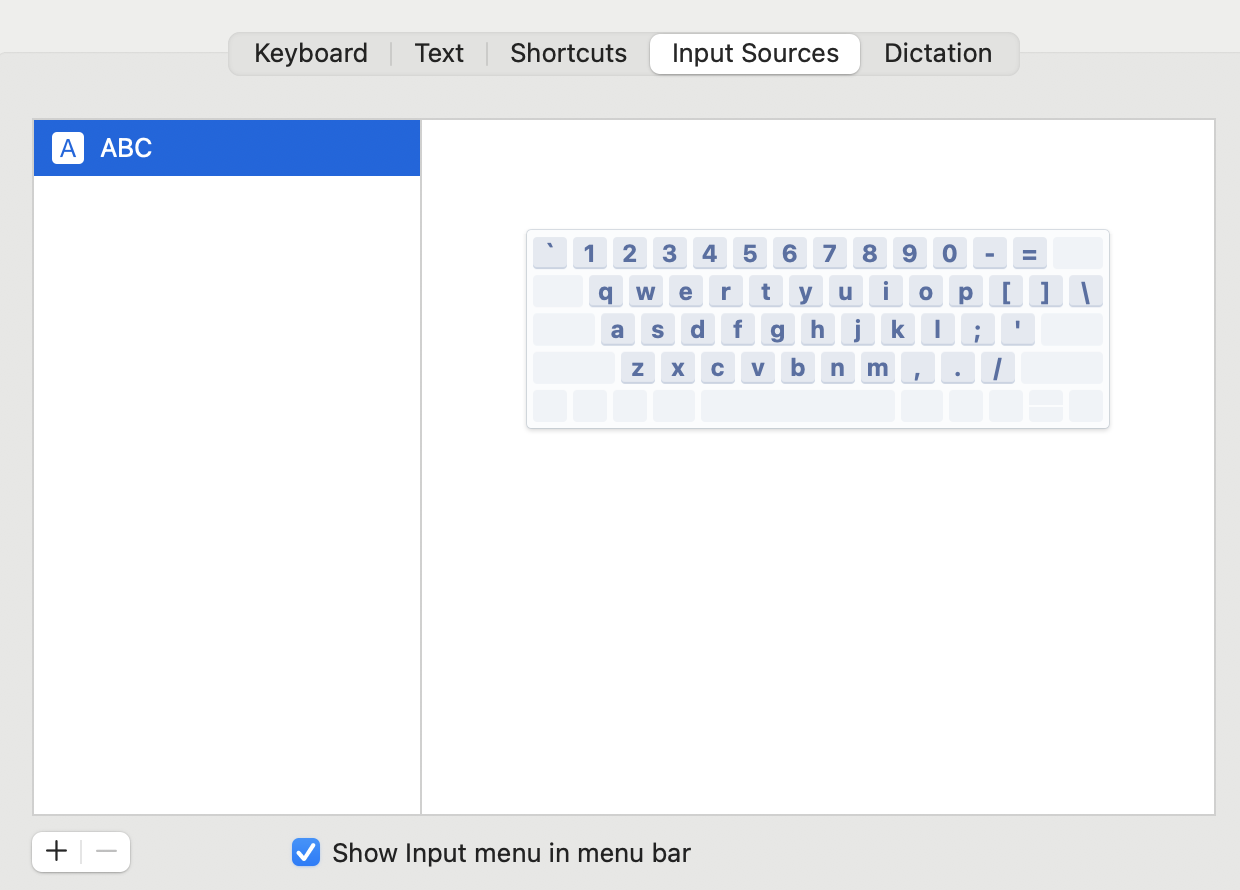 Keyboard Text Shortcuts Input Sources Dictation
A ABC
` 1 2 3 4 5 6 7 8 9 0 - =
q w e r t y u i o p [ ] \
a s d f g h j k l ; '
z x c v b n m , . /
+ −
Show Input menu in menu bar